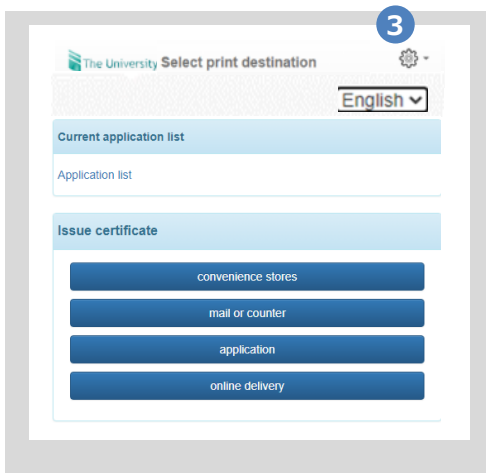 3
The University Select print destination
English
Current application list
Application list
Issue certificate
convenience stores
mail or counter
application
online delivery